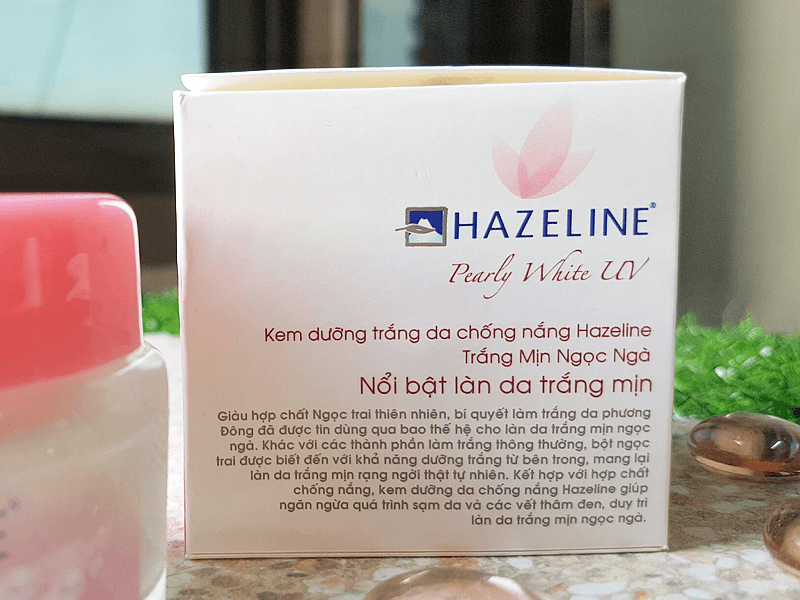 HAZELINE®
Pearly White UV
Kem dưỡng trắng da chống nắng Hazeline
Trắng Mịn Ngọc Ngà
Nổi bật làn da trắng mịn
Giàu hợp chất Ngọc trai thiên nhiên, bí quyết làm trắng da phương
Đông đã được tin dùng qua bao thế hệ cho làn da trắng mịn ngọc
ngà. Khác với các thành phần làm trắng thông thường, bột ngọc
trai được biết đến với khả năng dưỡng trắng từ bên trong, mang lại
làn da trắng mịn rạng ngời thật tự nhiên. Kết hợp với hợp chất
chống nắng, kem dưỡng da chống nắng Hazeline giúp
ngăn ngừa quá trình sạm da và các vết thâm đen, duy trì
làn da trắng mịn ngọc ngà.